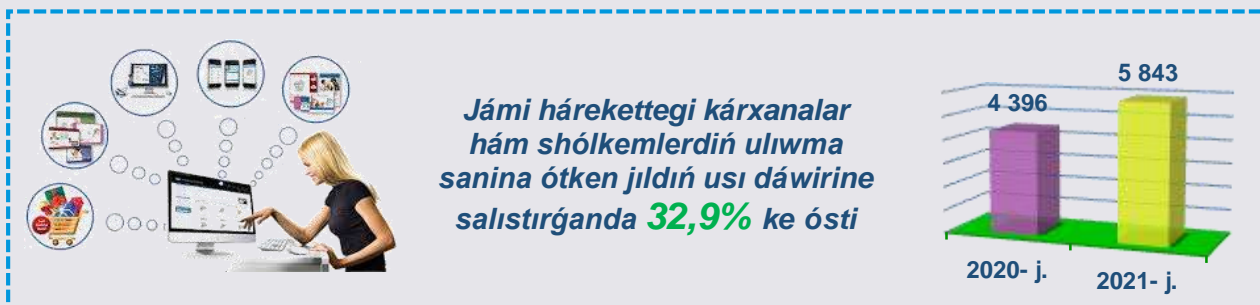 Jámi hárekettegi kárxanalar
hám shólkemlerdiń ulıwma
sanina ótken jıldıń usı dáwirine
salıstırǵanda 32,9% ke ósti
4 396
5 843
2020- j.
2021- j.